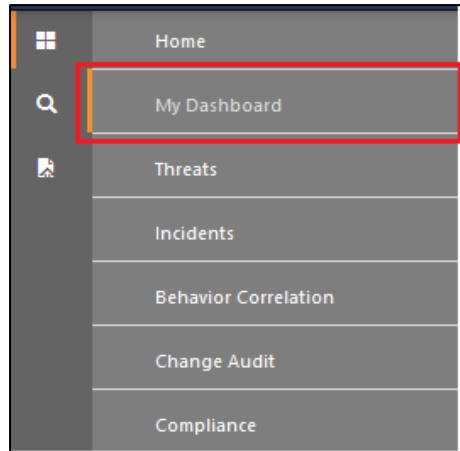 Home
My Dashboard
Threats
Incidents
Behavior Correlation
Change Audit
Compliance